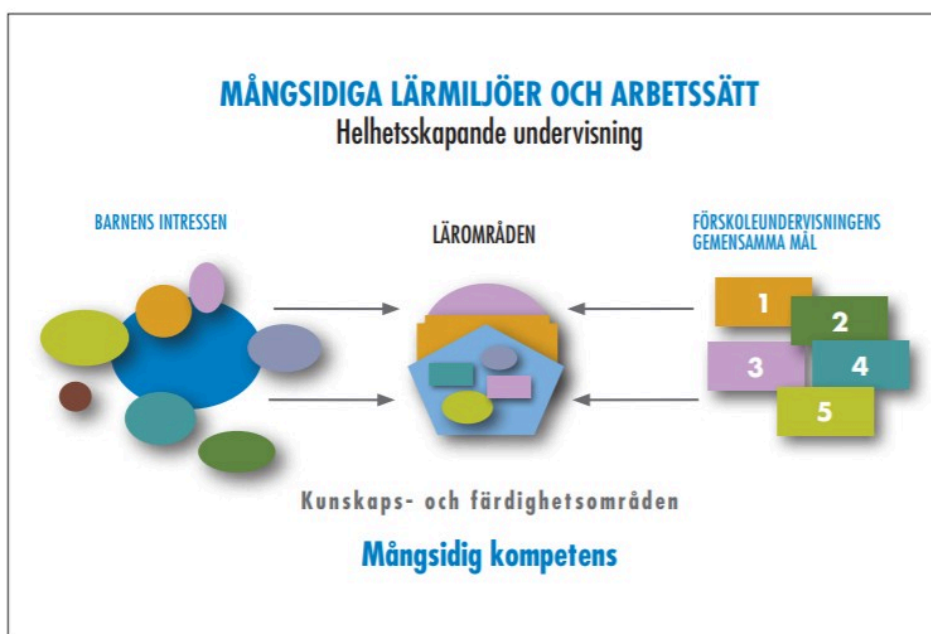 MÅNGSIDIGA LÄRMILJÖER OCH ARBETSSÄTT
Helhetsskapande undervisning
BARNENS INTRESSEN
LÄROMRÅDEN
FÖRSKOLEUNDERVISNINGENS
GEMENSAMMA MÅL
1
2
3
4
5
Kunskaps- och färdighetsområden
Mångsidig kompetens